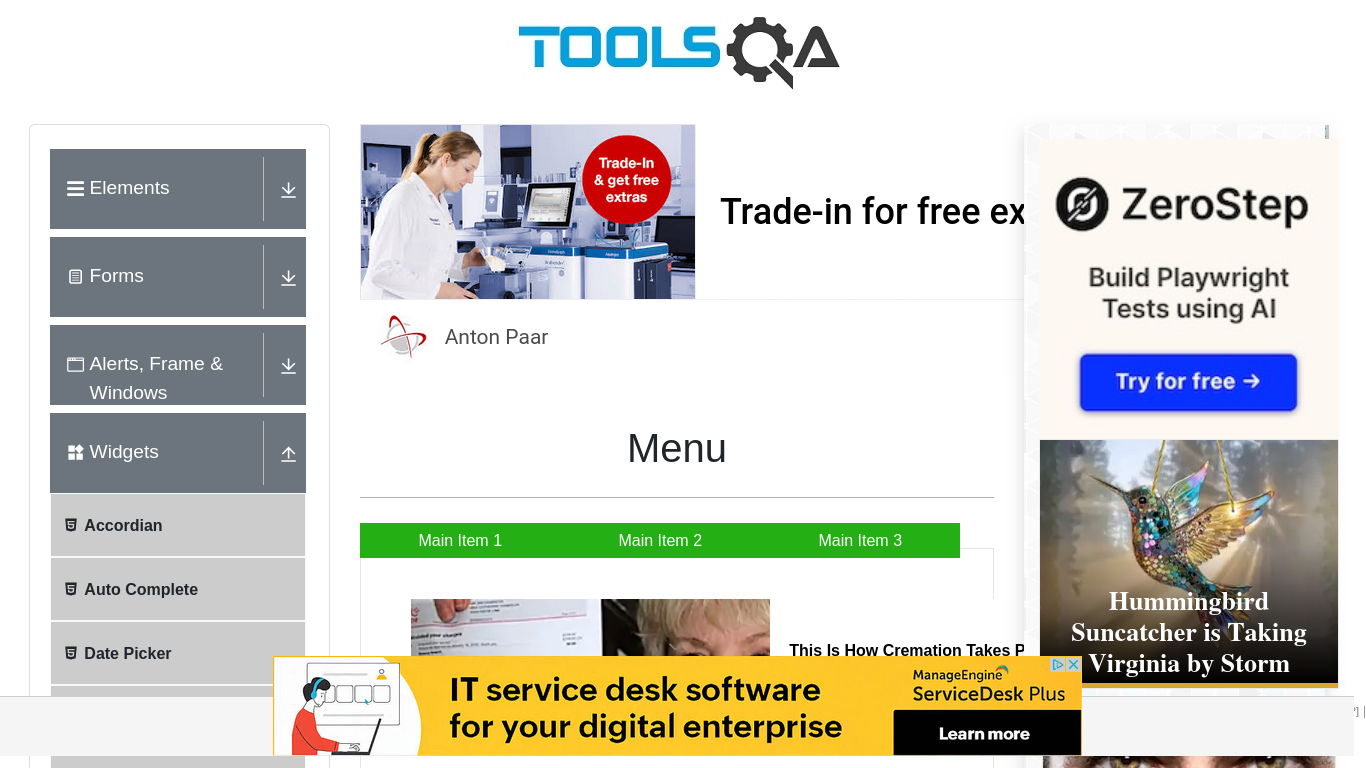 TOOLSQA
Elements
Forms
Alerts, Frame &
Windows
Widgets
Accordian
Auto Complete
Date Picker
Trade-In
& get free
extras
Trade-in for free ex
Anton Paar
Menu
Main Item 1
Main Item 2
Main Item 3
This Is How Cremation Takes P
ZeroStep
Build Playwright
Tests using AI
Try for free →
Hummingbird
Suncatcher is Taking
Virginia by Storm
IT service desk software
for your digital enterprise
ManageEngine
ServiceDesk Plus
Learn more